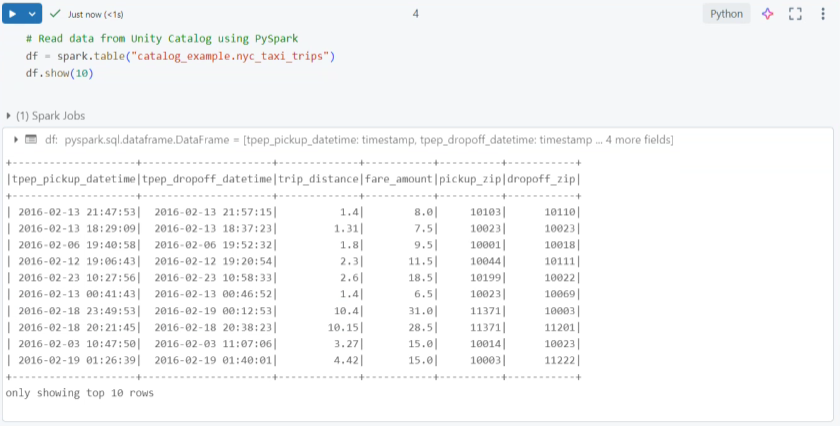 Just now (<1s)
4
Python
# Read data from Unity Catalog using PySpark
df = spark.table("catalog_example.nyc_taxi_trips")
df.show(10)
(1) Spark Jobs
df: pyspark.sql.dataframe.DataFrame = [tpep_pickup_datetime: timestamp, tpep_dropoff_datetime: timestamp ... 4 more fields]
+--------------------+---------------------+-------------+-----------+----------+-----------+
|tpep_pickup_datetime|tpep_dropoff_datetime|trip_distance|fare_amount|pickup_zip|dropoff_zip|
+--------------------+---------------------+-------------+-----------+----------+-----------+
| 2016-02-13 21:47:53|  2016-02-13 21:57:15|          1.4|        8.0|     10103|      10110|
| 2016-02-13 18:29:09|  2016-02-13 18:37:23|         1.31|        7.5|     10023|      10023|
| 2016-02-06 19:40:58|  2016-02-06 19:52:32|          1.8|        9.5|     10001|      10018|
| 2016-02-12 19:06:43|  2016-02-12 19:20:54|          2.3|       11.5|     10044|      10111|
| 2016-02-23 10:27:56|  2016-02-23 10:58:33|          2.6|       18.5|     10199|      10022|
| 2016-02-13 00:41:43|  2016-02-13 00:46:52|          1.4|        6.5|     10023|      10069|
| 2016-02-18 23:49:53|  2016-02-19 00:12:53|         10.4|       31.0|     11371|      10003|
| 2016-02-18 20:21:45|  2016-02-18 20:38:23|        10.15|       28.5|     11371|      11201|
| 2016-02-03 10:47:50|  2016-02-03 11:07:06|         3.27|       15.0|     10014|      10023|
| 2016-02-19 01:26:39|  2016-02-19 01:40:01|         4.42|       15.0|     10003|      11222|
+--------------------+---------------------+-------------+-----------+----------+-----------+
only showing top 10 rows